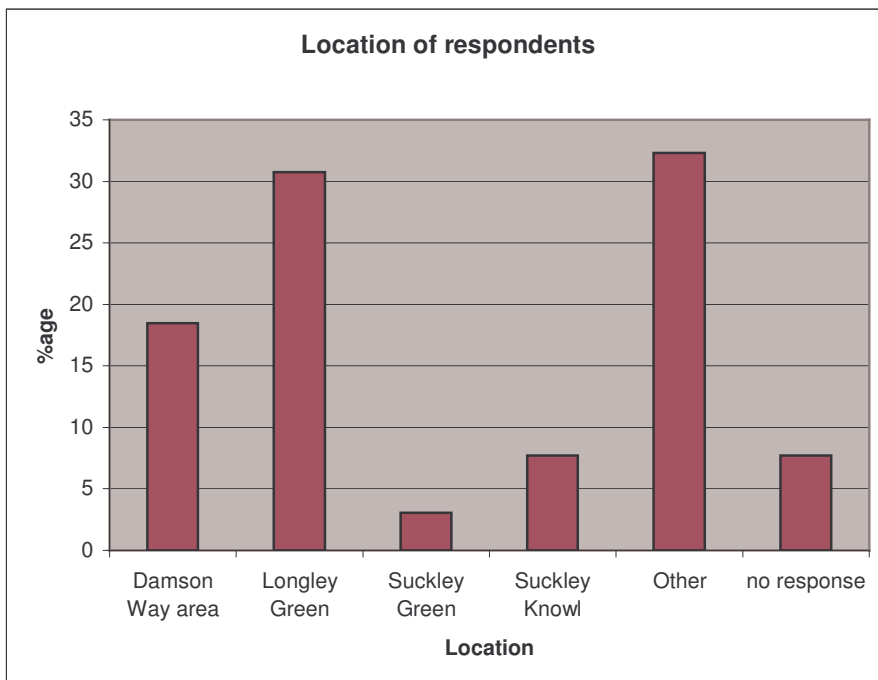 Location of respondents
35
30
25
20
15
10
5
0
%age
Damson
Way area
Longley
Green
Suckley
Green
Suckley
Knowl
Other
no response
Location